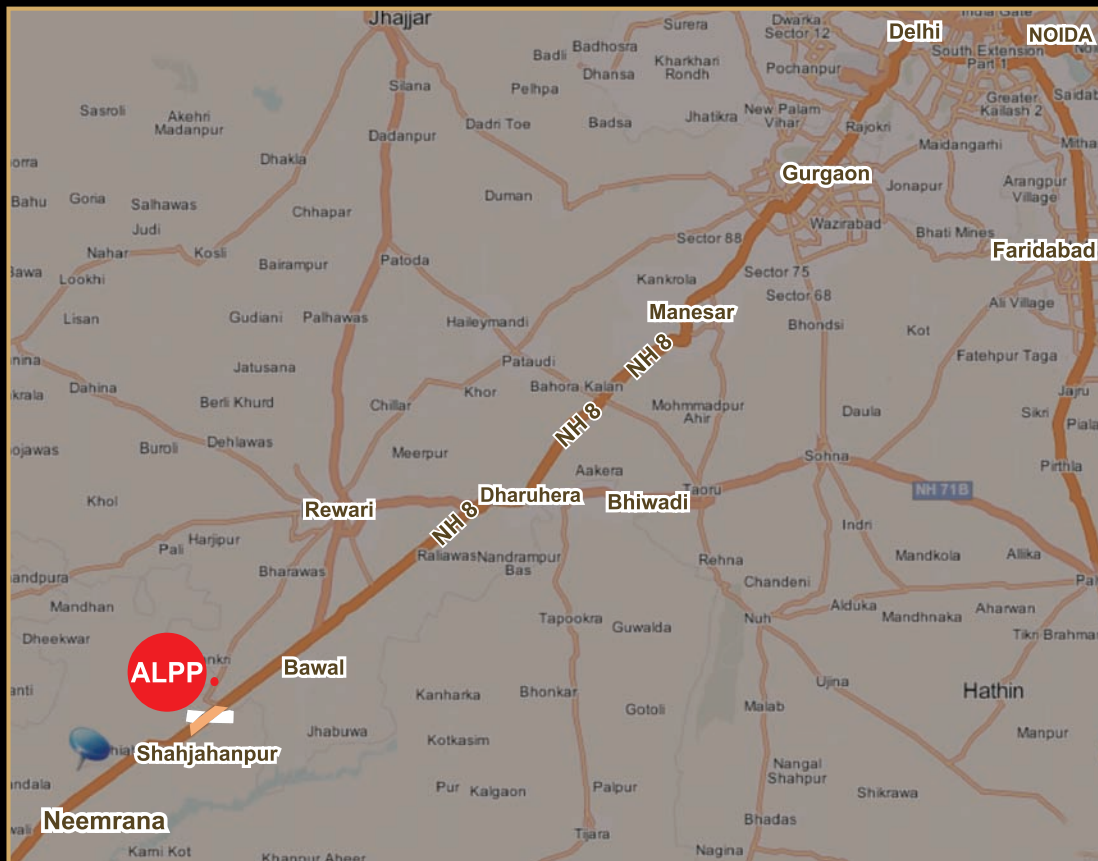 Jhajjar
Surera
Dwarka
Sector 12
India Gate
Delhi
NOIDA
Badli
Badhosra
Dhansa
Kharkhari
Rondh
Pochanpur
South Extension
Part 1
Silana
Pelhpa
Sasroli
Akehri
Madanpur
Dadri Toe
Badsa
Jhatikra
New Palam
Vihar
Greater
Kailash 2
Saidab
Dadanpur
Rajokri
Maidangarhi
Mitha
Dhakla
Gurgaon
Bahu
Goria
Salhawas
Judi
Chhapar
Duman
Jonapur
Arangpur
Village
Wazirabad
Bhati Mines
Sector 88
Nahar
Kosli
Faridabad
Lookhi
Bairampur
Patoda
Kankrola
Sector 75
Sector 68
Ali Village
Lisan
Gudiani
Palhawas
Haileymandi
Manesar
Bhondsi
Kot
NH 8
Fatehpur Taga
Jatusana
Pataudi
Dahina
Berli Khurd
Chillar
Khor
Bahora Kalan
Mohmmadpur
Ahir
Daula
Jajru
Sikri
NH 8
Buroli
Dehlawas
Meerpur
Aakera
Sohna
Pirthla
Khol
Rewari
Dharuhera
Bhiwadi
Taoru
NH 71B
NH 8
Indri
Pali
Harjipur
Bharawas
Raliawas
Nandrampur
Bas
Rehna
Mandkola
Allika
Chandeni
Mandhan
Tapookra
Guwalda
Nuh
Alduka
Mandhnaka
Aharwan
Dheekwar
Tikri Brahma
ALPP
Bawal
Kanharka
Bhonkar
Gotoli
Ujina
Malab
Hathin
Shahjahanpur
Jhabuwa
Kotkasim
Manpur
Nangal
Shahpur
Pur
Kalgaon
Palpur
Shikrawa
Neemrana
Tijara
Bhadas
Karni Kot
Khanpur Aheer
Nagina